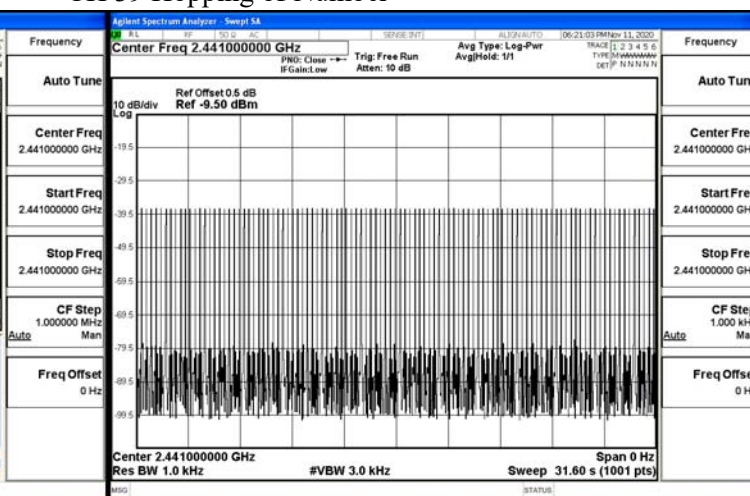 Frequency
Auto Tune
Center Freq
2.441000000 GHz
Start Freq
2.441000000 GHz
Stop Freq
2.441000000 GHz
CF Step
1.000000 MHz
Auto Man
Freq Offset
0 Hz
Agilent Spectrum Analyzer - Swept SA
RL RF 50 Ω AC SENSE:INT ALIGN AUTO 06:21:03 PM Nov 11, 2020
Center Freq 2.441000000 GHz
PNO: Close
IFGain:Low
Trig: Free Run
Atten: 10 dB
Avg Type: Log-Pwr
Avg|Hold: 1/1
TRACE 1 2 3 4 5 6
TYPE MWWWWW
DET P N N N N N
Ref Offset 0.5 dB
10 dB/div Ref -9.50 dBm
Log
-19.5
-29.5
-39.5
-49.5
-59.5
-69.5
-79.5
-89.5
-99.5
Center 2.441000000 GHz Span 0 Hz
Res BW 1.0 kHz #VBW 3.0 kHz Sweep 31.60 s (1001 pts)
MSG STATUS
Frequency
Auto Tun
Center Fre
2.441000000 GH
Start Fre
2.441000000 GH
Stop Fre
2.441000000 GH
CF Ste
1.000 kH
Auto Ma
Freq Offse
0 H